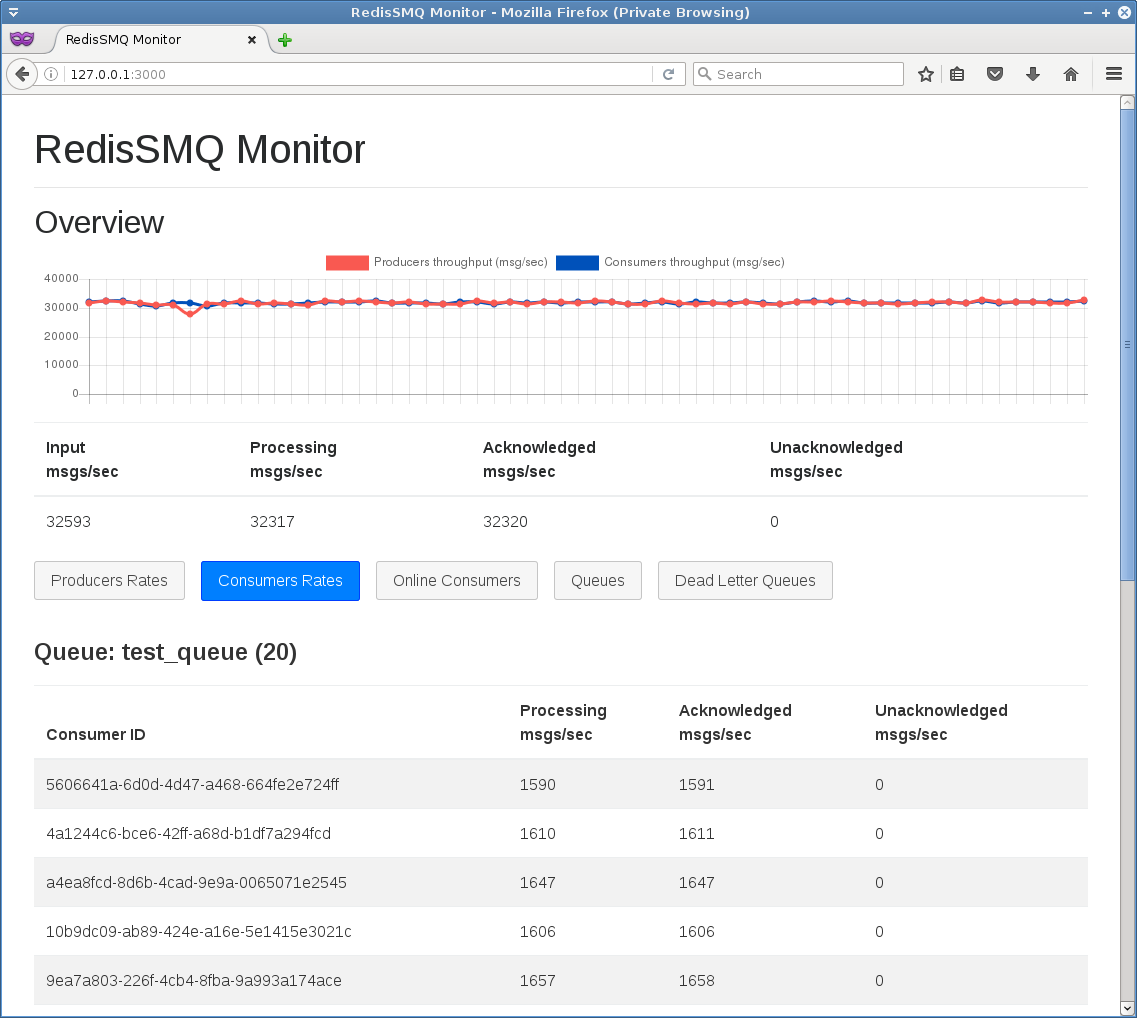 RedisSMQ Monitor - Mozilla Firefox (Private Browsing)
RedisSMQ Monitor
127.0.0.1:3000
Search
RedisSMQ Monitor
Overview
Producers throughput (msg/sec) Consumers throughput (msg/sec)
40000
30000
20000
10000
0
Input msgs/sec Processing msgs/sec Acknowledged msgs/sec Unacknowledged msgs/sec
32593 32317 32320 0
Producers Rates Consumers Rates Online Consumers Queues Dead Letter Queues
Queue: test_queue (20)
Consumer ID Processing msgs/sec Acknowledged msgs/sec Unacknowledged msgs/sec
5606641a-6d0d-4d47-a468-664fe2e724ff 1590 1591 0
4a1244c6-bce6-42ff-a68d-b1df7a294fcd 1610 1611 0
a4ea8fcd-8d6b-4cad-9e9a-0065071e2545 1647 1647 0
10b9dc09-ab89-424e-a16e-5e1415e3021c 1606 1606 0
9ea7a803-226f-4cb4-8fba-9a993a174ace 1657 1658 0